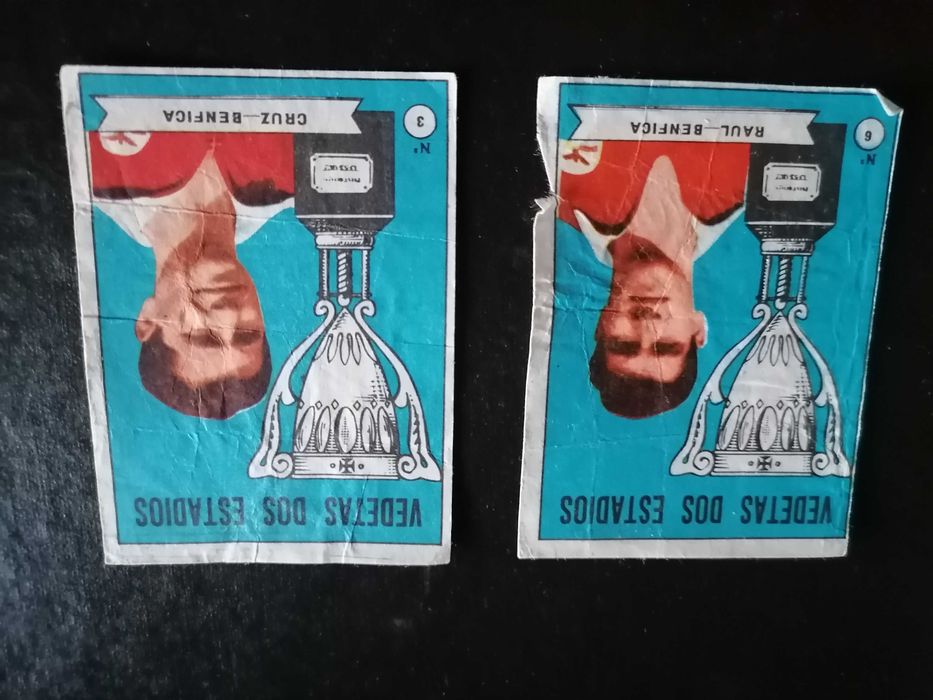 VEDETAS DOS ESTADIOS
Nº
3
CRUZ—BENFICA
VEDETAS DOS ESTADIOS
Nº
6
RAUL—BENFICA